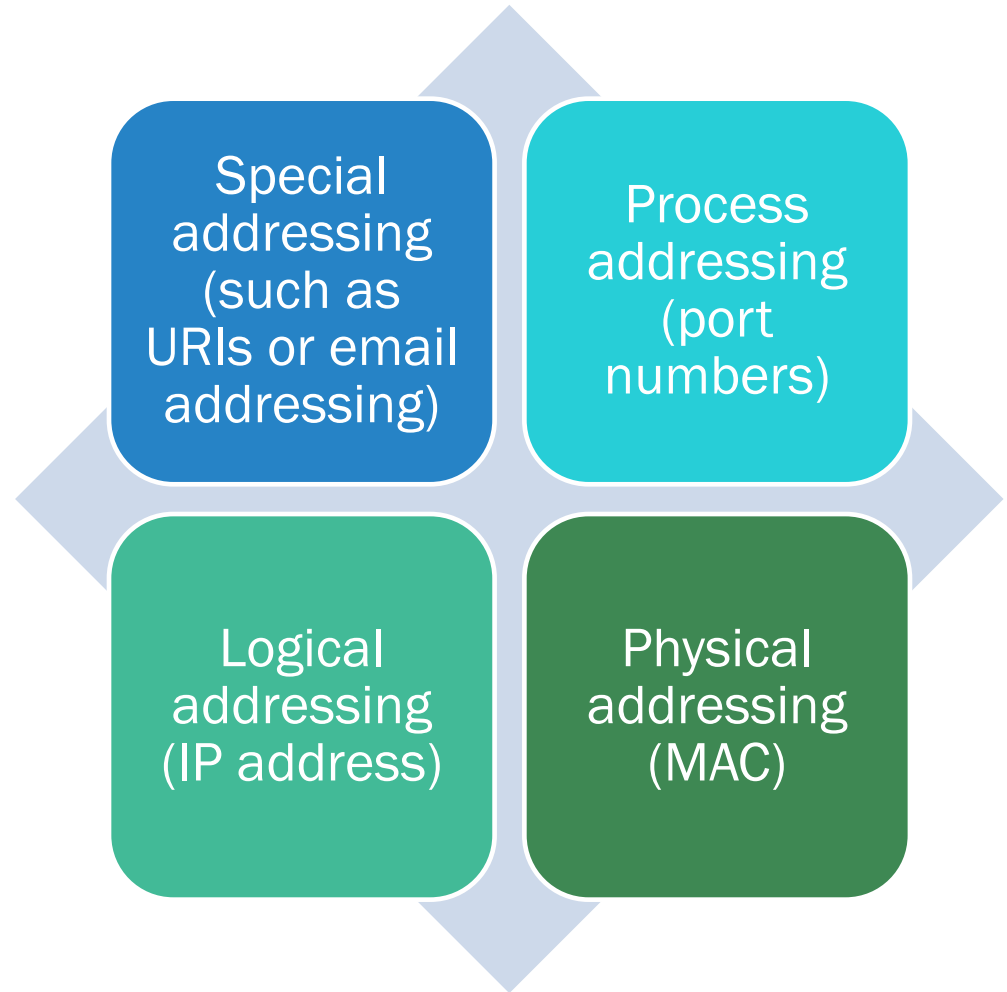 Special
addressing
(such as
URIs or email
addressing)
Process
addressing
(port
numbers)
Logical
addressing
(IP address)
Physical
addressing
(MAC)